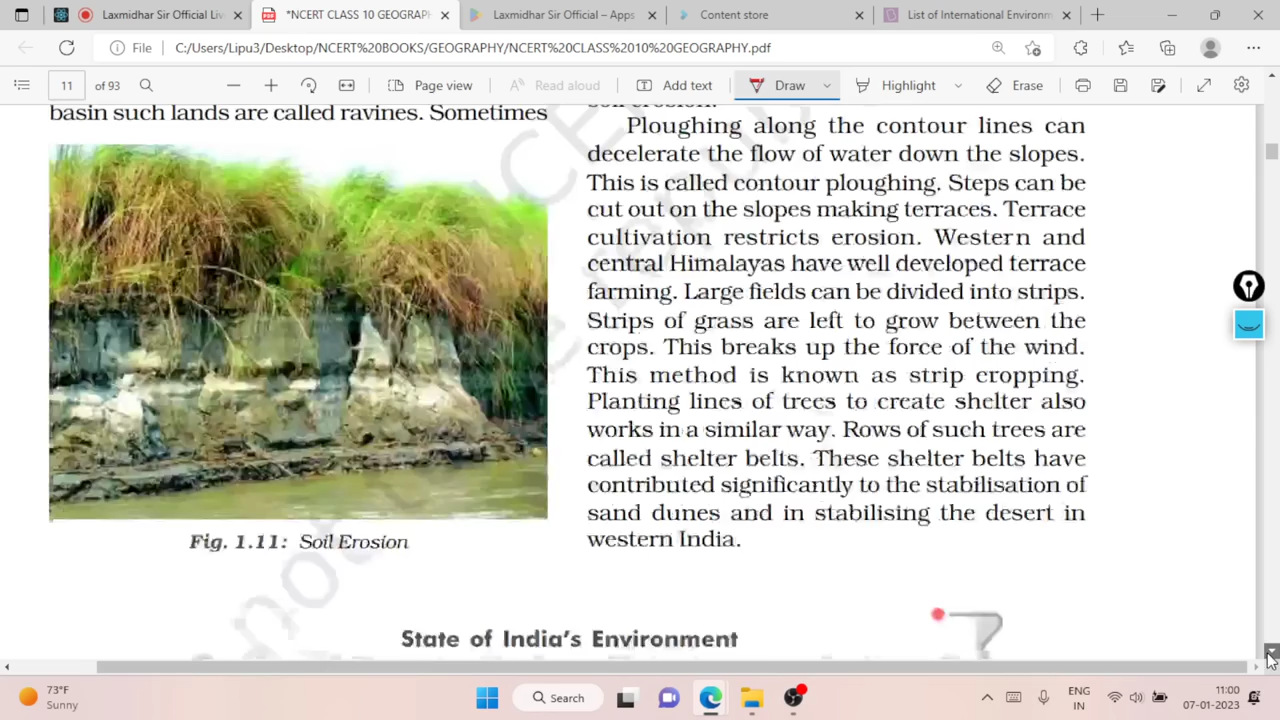 Laxmidhar Sir Official Liv
*NCERT CLASS 10 GEOGRAPH
Laxmidhar Sir Official – Apps
Content store
List of International Environm
File
C:/Users/Lipu3/Desktop/NCERT%20BOOKS/GEOGRAPHY/NCERT%20CLASS%2010%20GEOGRAPHY.pdf
11 of 93
Page view
Read aloud
Add text
Draw
Highlight
Erase
basin such lands are called ravines. Sometimes
Fig. 1.11: Soil Erosion
soil erosion.
Ploughing along the contour lines can
decelerate the flow of water down the slopes.
This is called contour ploughing. Steps can be
cut out on the slopes making terraces. Terrace
cultivation restricts erosion. Western and
central Himalayas have well developed terrace
farming. Large fields can be divided into strips.
Strips of grass are left to grow between the
crops. This breaks up the force of the wind.
This method is known as strip cropping.
Planting lines of trees to create shelter also
works in a similar way. Rows of such trees are
called shelter belts. These shelter belts have
contributed significantly to the stabilisation of
sand dunes and in stabilising the desert in
western India.
State of India's Environment
73°F
Sunny
Search
ENG
IN
11:00
07-01-2023